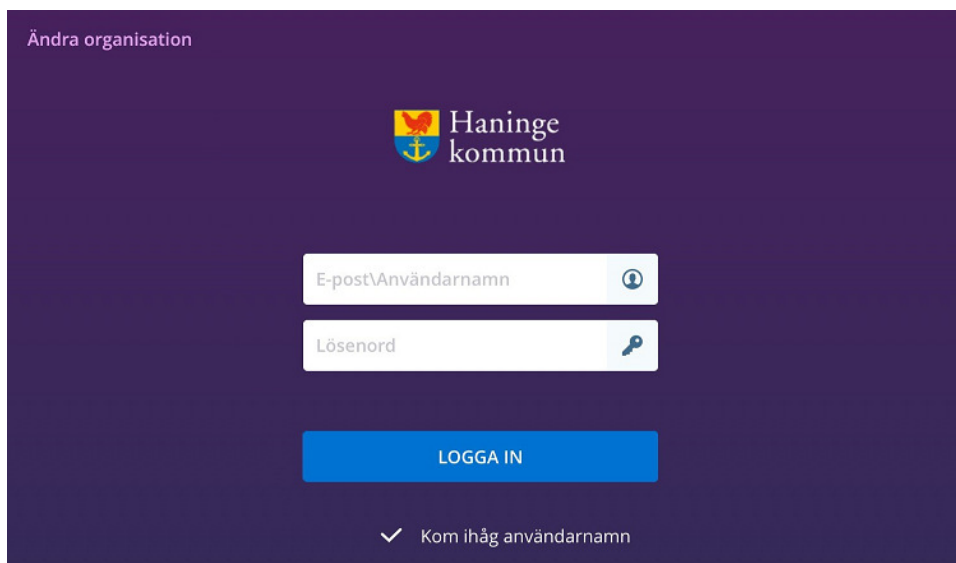 Ändra organisation
Haninge
kommun
E-post\Användarnamn
Lösenord
LOGGA IN
Kom ihåg användarnamn